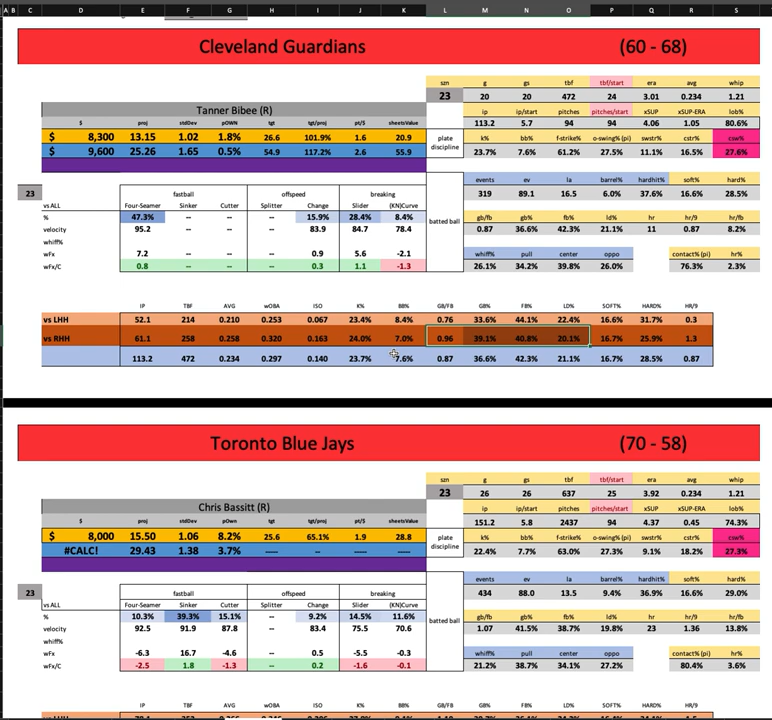 A B C D E F G H I J K L M N O P Q R S
Cleveland Guardians (60 - 68)
szn g gs tbf tbf/start era avg whip
23 20 20 472 24 3.01 0.234 1.21
Tanner Bibee (R) ip ip/start pitches pitches/start xSUP xSUP-ERA lob%
113.2 5.7 94 94 4.06 1.05 80.6%
$ proj stdDev pOWN tgt tgt/proj pt/$ sheetsValue
$ 8,300 13.15 1.02 1.8% 26.6 101.9% 1.6 20.9 plate discipline k% bb% f-strike% o-swing% (pi) swstr% cstr% csw%
$ 9,600 25.26 1.65 0.5% 54.9 117.2% 2.6 55.9 23.7% 7.6% 61.2% 27.5% 11.1% 16.5% 27.6%
events ev la barrel% hardhit% soft% hard%
23 fastball offspeed breaking 319 89.1 16.5 6.0% 37.6% 16.6% 28.5%
vs ALL Four-Seamer Sinker Cutter Splitter Change Slider (KN)Curve
% 47.3% -- -- -- 15.9% 28.4% 8.4% batted ball gb/fb gb% fb% ld% hr hr/9 hr/fb
velocity 95.2 -- -- -- 83.9 84.7 78.4 0.87 36.6% 42.3% 21.1% 11 0.87 8.2%
whiff%
wFx 7.2 -- -- -- 0.9 5.6 -2.1 whiff% pull center oppo contact% (pi) hr%
wFx/C 0.8 -- -- -- 0.3 1.1 -1.3 26.1% 34.2% 39.8% 26.0% 76.3% 2.3%
IP TBF AVG wOBA ISO K% BB% GB/FB GB% FB% LD% SOFT% HARD% HR/9
vs LHH 52.1 214 0.210 0.253 0.067 23.4% 8.4% 0.76 33.6% 44.1% 22.4% 16.6% 31.7% 0.3
vs RHH 61.1 258 0.258 0.320 0.163 24.0% 7.0% 0.96 39.1% 40.8% 20.1% 16.7% 25.9% 1.3
113.2 472 0.234 0.297 0.140 23.7% 7.6% 0.87 36.6% 42.3% 21.1% 16.7% 28.5% 0.87
Toronto Blue Jays (70 - 58)
szn g gs tbf tbf/start era avg whip
23 26 26 637 25 3.92 0.234 1.21
Chris Bassitt (R) ip ip/start pitches pitches/start xSUP xSUP-ERA lob%
151.2 5.8 2437 94 4.37 0.45 74.3%
$ proj stdDev pOwn tgt tgt/proj pt/$ sheetsValue
$ 8,000 15.50 1.06 8.2% 25.6 65.1% 1.9 28.8 plate discipline k% bb% f-strike% o-swing% (pi) swstr% cstr% csw%
#CALC! 29.43 1.38 3.7% ---- ---- ---- ---- 22.4% 7.7% 63.0% 27.3% 9.1% 18.2% 27.3%
events ev la barrel% hardhit% soft% hard%
23 fastball offspeed breaking 434 88.0 13.5 9.4% 36.9% 16.6% 29.0%
vs ALL Four-Seamer Sinker Cutter Splitter Change Slider (KN)Curve
% 10.3% 39.3% 15.1% -- 9.2% 14.5% 11.6% batted ball gb/fb gb% fb% ld% hr hr/9 hr/fb
velocity 92.5 91.9 87.8 -- 83.4 75.5 70.6 1.07 41.5% 38.7% 19.8% 23 1.36 13.8%
whiff%
wFx -6.3 16.7 -4.6 -- 0.5 -5.5 -0.3 whiff% pull center oppo contact% (pi) hr%
wFx/C -2.5 1.8 -1.3 -- 0.2 -1.6 -0.1 21.2% 38.7% 34.1% 27.2% 80.4% 3.6%
IP TBF AVG wOBA ISO K% BB% GB/FB GB% FB% LD% SOFT% HARD% HR/9